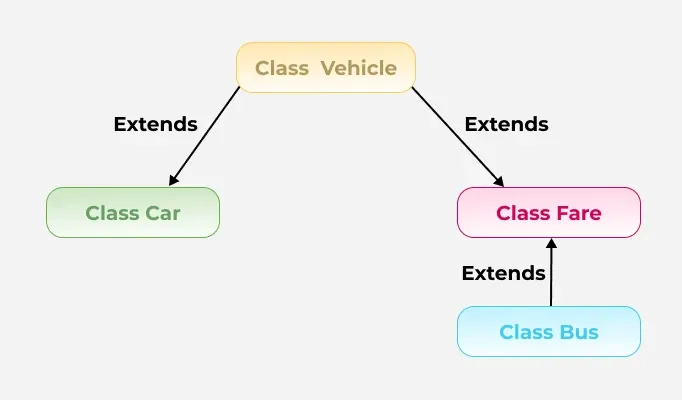 Class Vehicle
Extends
Extends
Class Car
Class Fare
Extends
Class Bus